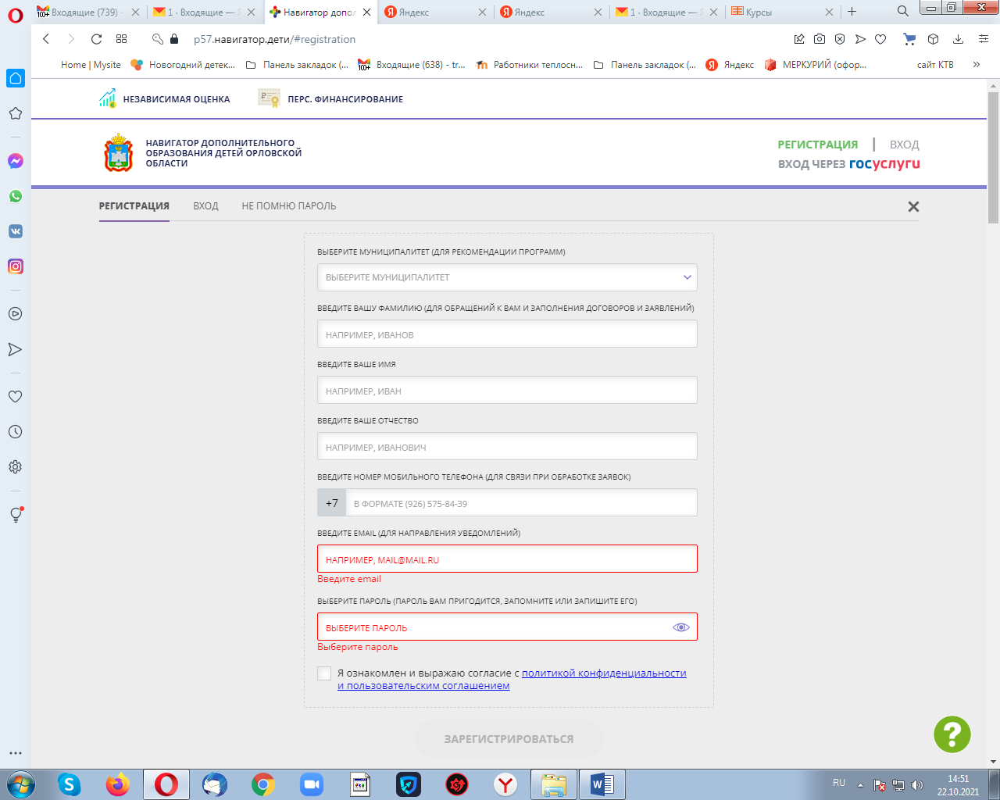 Входящие (739) -
1 · Входящие — Я
Навигатор допол
Яндекс
Яндекс
1 · Входящие — Я
Курсы
p57.навигатор.дети/#registration
Home | Mysite
Новогодний детек...
Панель закладок (...
100+
Входящие (638) - tr...
Работники теплосн...
Панель закладок (...
Яндекс
МЕРКУРИЙ (офор...
сайт КТВ
»
НЕЗАВИСИМАЯ ОЦЕНКА
ПЕРС. ФИНАНСИРОВАНИЕ
НАВИГАТОР ДОПОЛНИТЕЛЬНОГО
ОБРАЗОВАНИЯ ДЕТЕЙ ОРЛОВСКОЙ
ОБЛАСТИ
РЕГИСТРАЦИЯ | ВХОД
ВХОД ЧЕРЕЗ госуслуги
РЕГИСТРАЦИЯ
ВХОД
НЕ ПОМНЮ ПАРОЛЬ
ВЫБЕРИТЕ МУНИЦИПАЛИТЕТ (ДЛЯ РЕКОМЕНДАЦИИ ПРОГРАММ)
ВЫБЕРИТЕ МУНИЦИПАЛИТЕТ
ВВЕДИТЕ ВАШУ ФАМИЛИЮ (ДЛЯ ОБРАЩЕНИЙ К ВАМ И ЗАПОЛНЕНИЯ ДОГОВОРОВ И ЗАЯВЛЕНИЙ)
НАПРИМЕР, ИВАНОВ
ВВЕДИТЕ ВАШЕ ИМЯ
НАПРИМЕР, ИВАН
ВВЕДИТЕ ВАШЕ ОТЧЕСТВО
НАПРИМЕР, ИВАНОВИЧ
ВВЕДИТЕ НОМЕР МОБИЛЬНОГО ТЕЛЕФОНА (ДЛЯ СВЯЗИ ПРИ ОБРАБОТКЕ ЗАЯВОК)
+7 В ФОРМАТЕ (926) 575-84-39
ВВЕДИТЕ EMAIL (ДЛЯ НАПРАВЛЕНИЯ УВЕДОМЛЕНИЙ)
НАПРИМЕР, MAIL@MAIL.RU
Введите email
ВЫБЕРИТЕ ПАРОЛЬ (ПАРОЛЬ ВАМ ПРИГОДИТСЯ, ЗАПОМНИТЕ ИЛИ ЗАПИШИТЕ ЕГО)
ВЫБЕРИТЕ ПАРОЛЬ
Выберите пароль
Я ознакомлен и выражаю согласие с политикой конфиденциальности
и пользовательским соглашением
ЗАРЕГИСТРИРОВАТЬСЯ
?
RU
14:51
22.10.2021